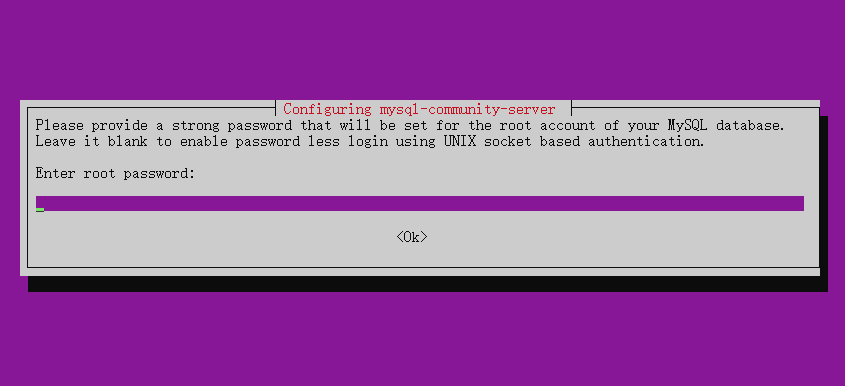 Configuring mysql-community-server
Please provide a strong password that will be set for the root account of your MySQL database.
Leave it blank to enable password less login using UNIX socket based authentication.
Enter root password:
<Ok>